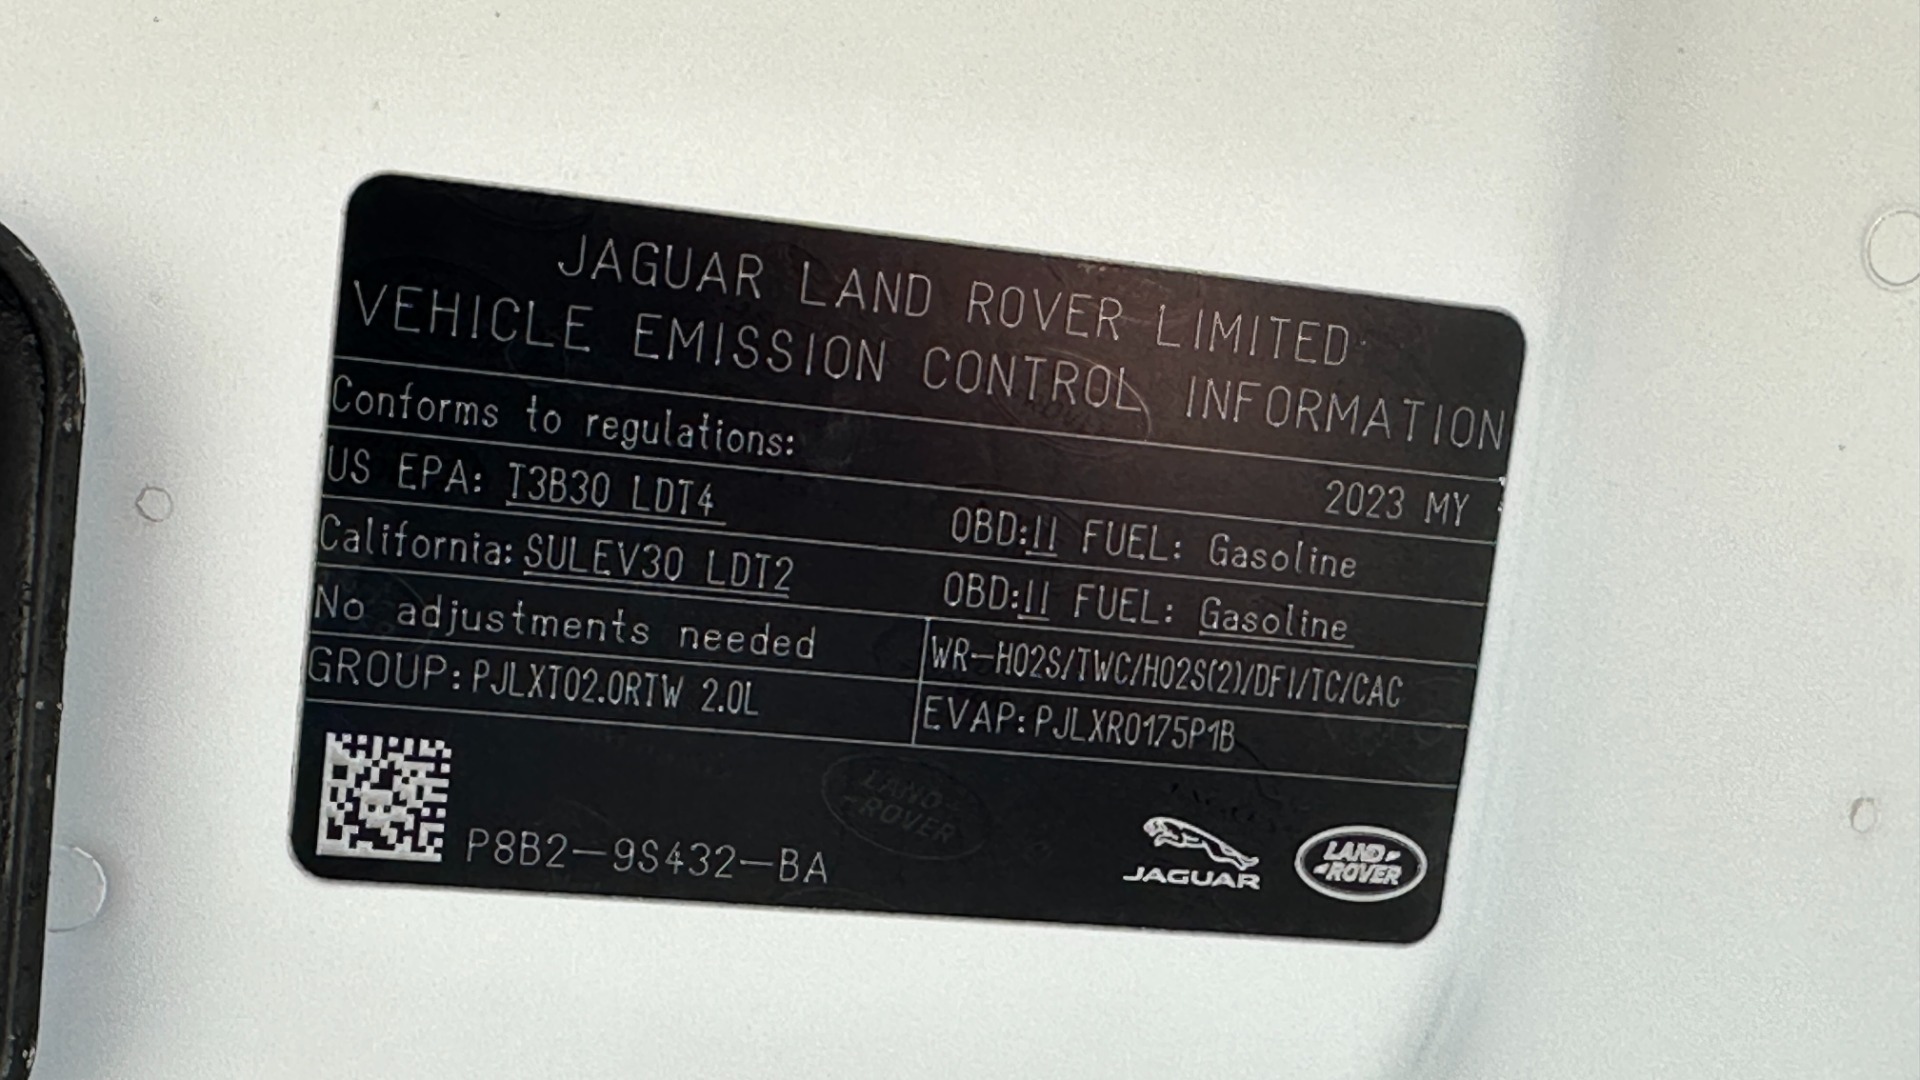 JAGUAR LAND ROVER LIMITED
VEHICLE EMISSION CONTROL INFORMATION
Conforms to regulations:
2023 MY
US EPA: T3B30 LDT4 OBD:II FUEL: Gasoline
California: SULEV30 LDT2 OBD:II FUEL: Gasoline
No adjustments needed WR-HO2S/TWC/HO2S(2)/DFI/TC/CAC
GROUP: PJLXT02.0RTW 2.0L EVAP: PJLXR0175P1B
LAND ROVER
P8B2-9S432-BA
JAGUAR
LAND ROVER